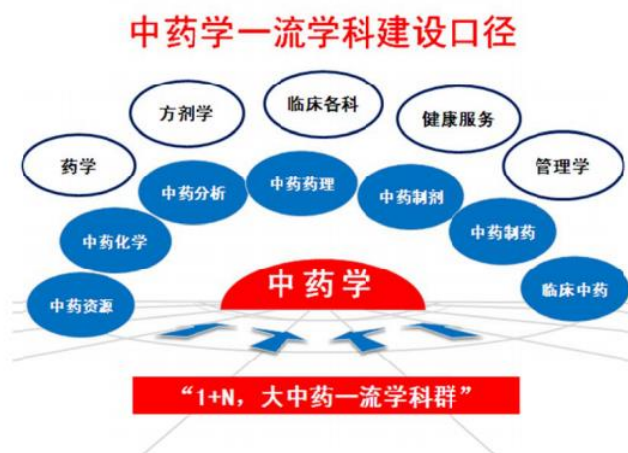 中药学一流学科建设口径
临床各科
方剂学
健康服务
药学
管理学
中药药理
中药分析
中药制剂
中药化学
中药制药
中药学
中药资源
临床中药
“1+N，大中药一流学科群”